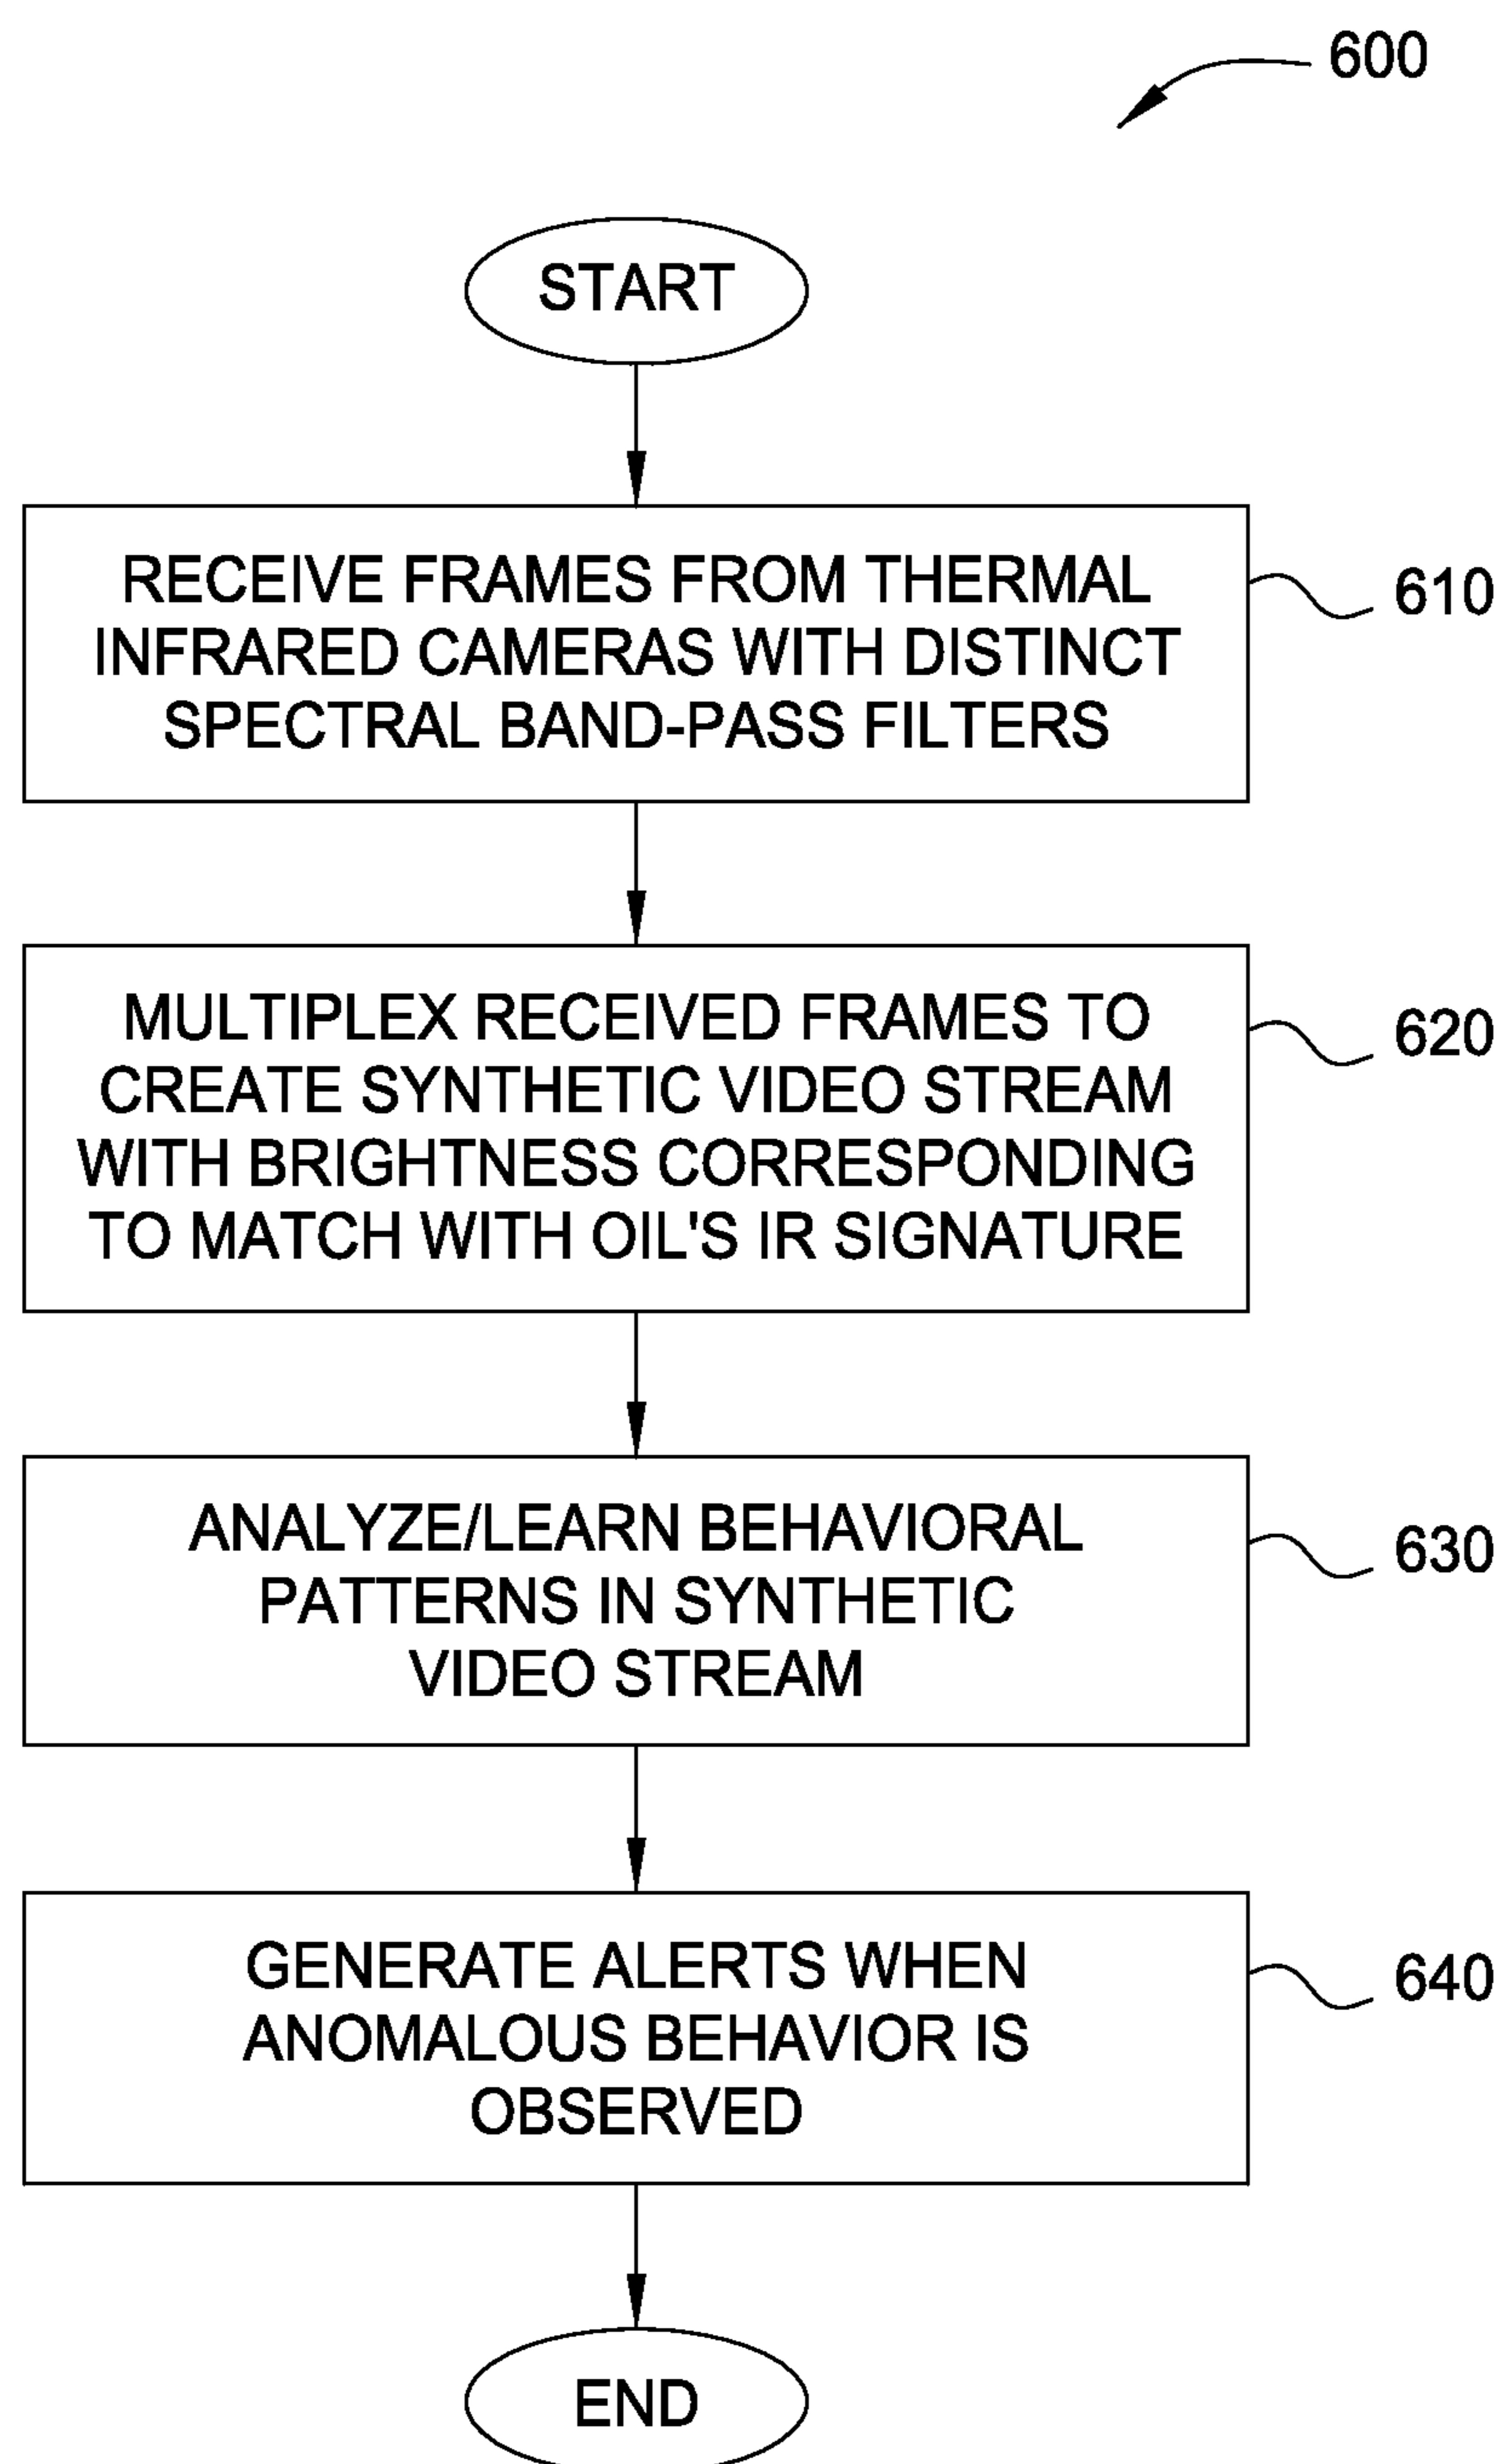 600
START
RECEIVE FRAMES FROM THERMAL
INFRARED CAMERAS WITH DISTINCT
SPECTRAL BAND-PASS FILTERS
610
MULTIPLEX RECEIVED FRAMES TO
CREATE SYNTHETIC VIDEO STREAM
WITH BRIGHTNESS CORRESPONDING
TO MATCH WITH OIL'S IR SIGNATURE
620
ANALYZE/LEARN BEHAVIORAL
PATTERNS IN SYNTHETIC
VIDEO STREAM
630
GENERATE ALERTS WHEN
ANOMALOUS BEHAVIOR IS
OBSERVED
640
END